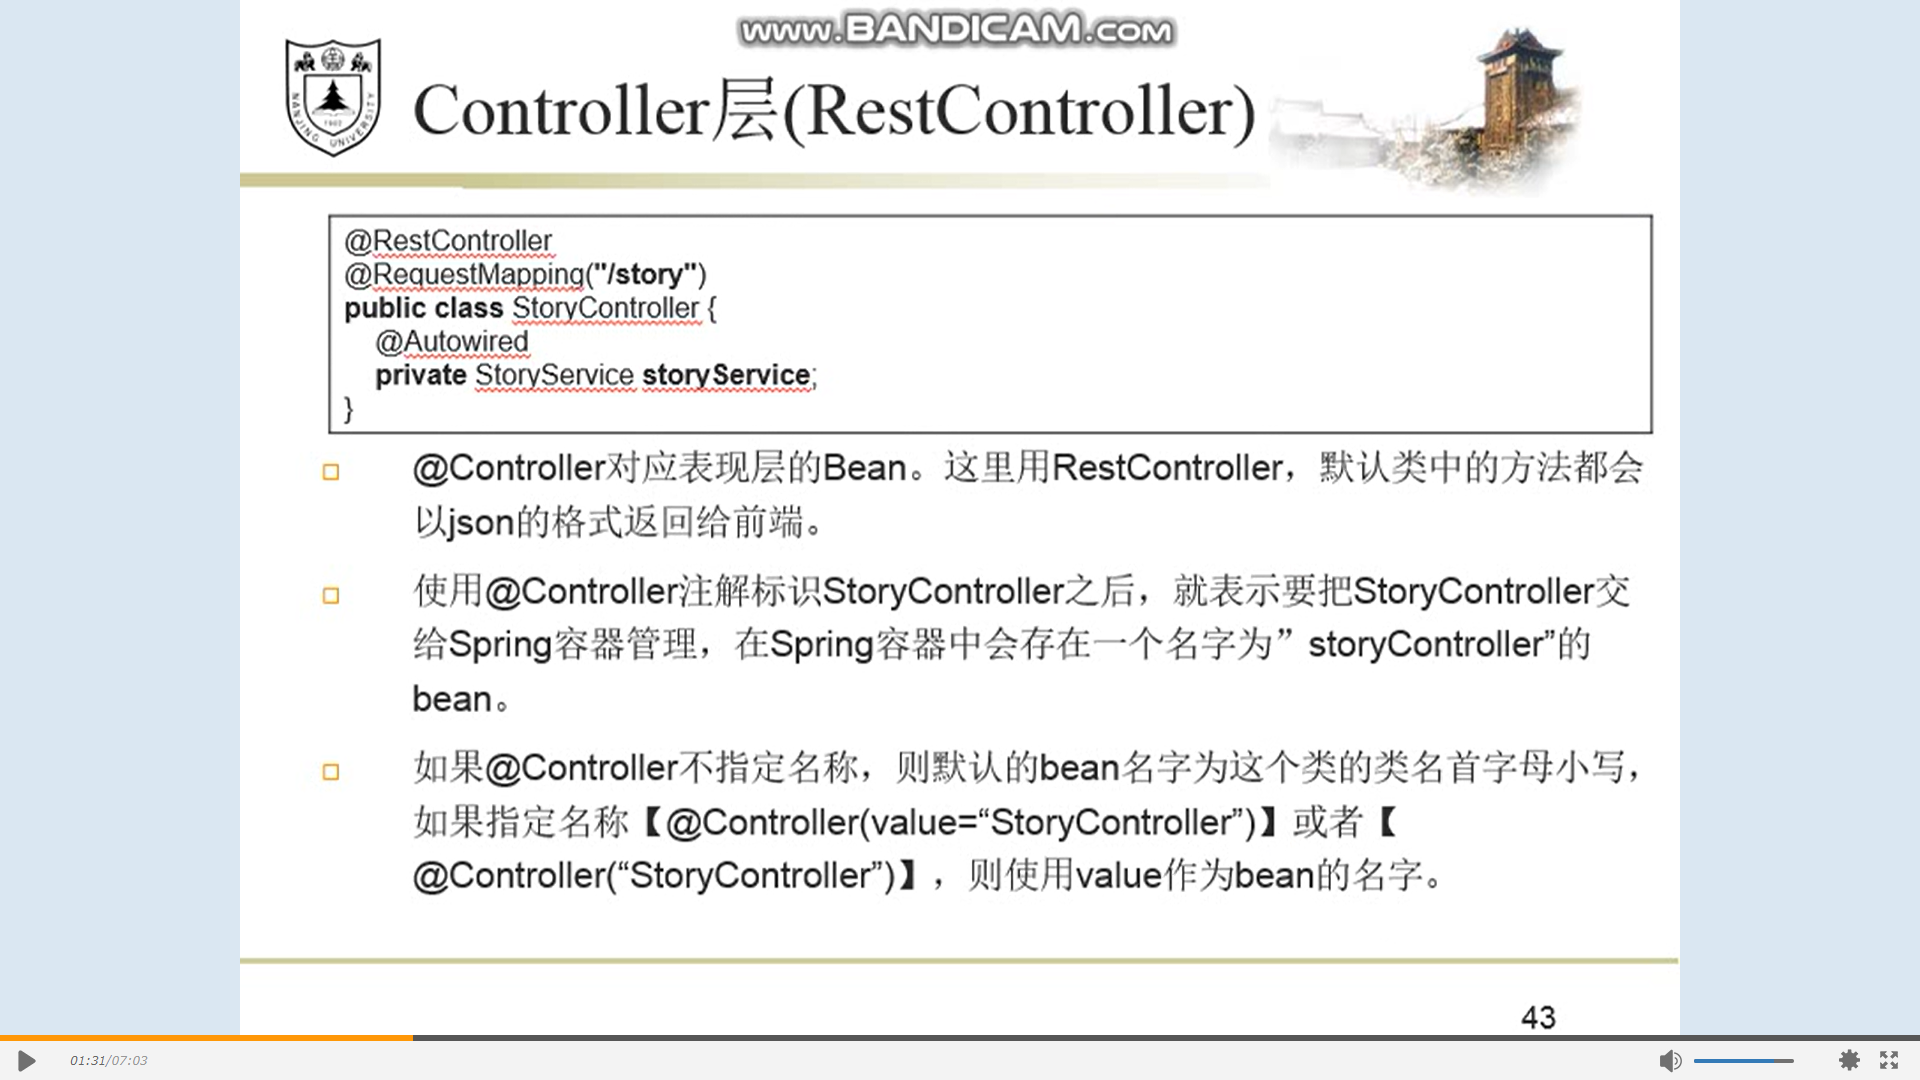 www.BANDICAM.com
NANJING UNIVERSITY
1902
Controller层(RestController)
@RestController
@RequestMapping("/story")
public class StoryController {
@Autowired
private StoryService storyService;
}
@Controller对应表现层的Bean。这里用RestController，默认类中的方法都会
以json的格式返回给前端。
使用@Controller注解标识StoryController之后，就表示要把StoryController交
给Spring容器管理，在Spring容器中会存在一个名字为”storyController”的
bean。
如果@Controller不指定名称，则默认的bean名字为这个类的类名首字母小写，
如果指定名称【@Controller(value=“StoryController”)】或者【
@Controller(“StoryController”)】，则使用value作为bean的名字。
43
01:31/07:03